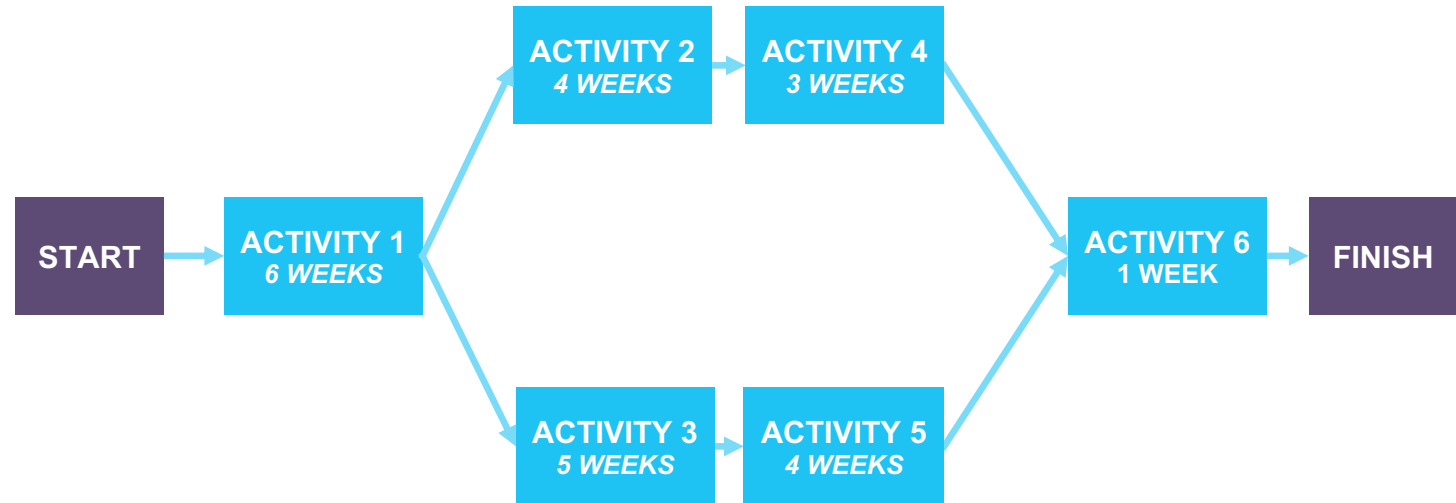 ACTIVITY 2
4 WEEKS
ACTIVITY 4
3 WEEKS
START
ACTIVITY 1
6 WEEKS
ACTIVITY 6
1 WEEK
FINISH
ACTIVITY 3
5 WEEKS
ACTIVITY 5
4 WEEKS